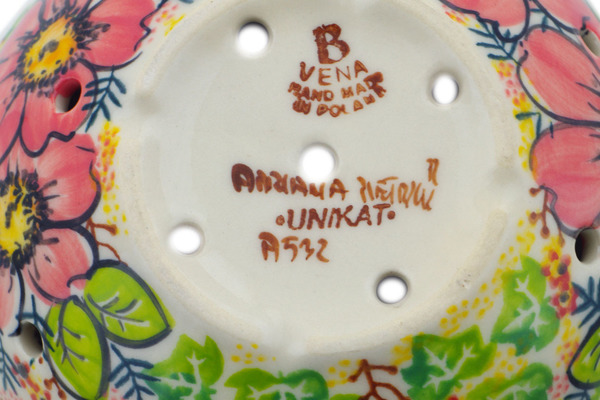 B
VENA
HAND MADE
IN POLAND
UNIKAT
A532